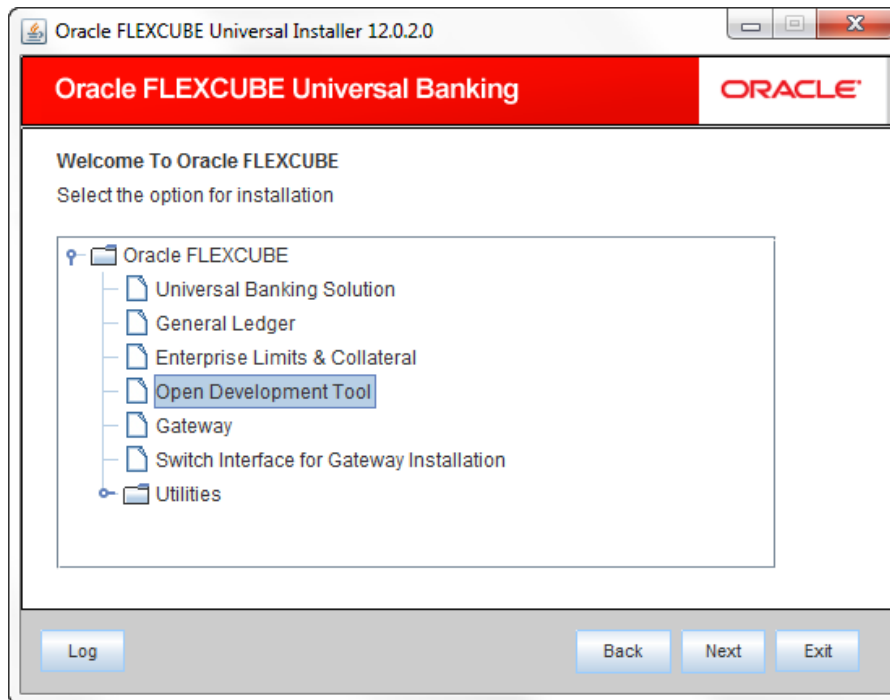 Oracle FLEXCUBE Universal Installer 12.0.2.0
Oracle FLEXCUBE Universal Banking
ORACLE
Welcome To Oracle FLEXCUBE
Select the option for installation
Oracle FLEXCUBE
Universal Banking Solution
General Ledger
Enterprise Limits & Collateral
Open Development Tool
Gateway
Switch Interface for Gateway Installation
Utilities
Log
Back
Next
Exit